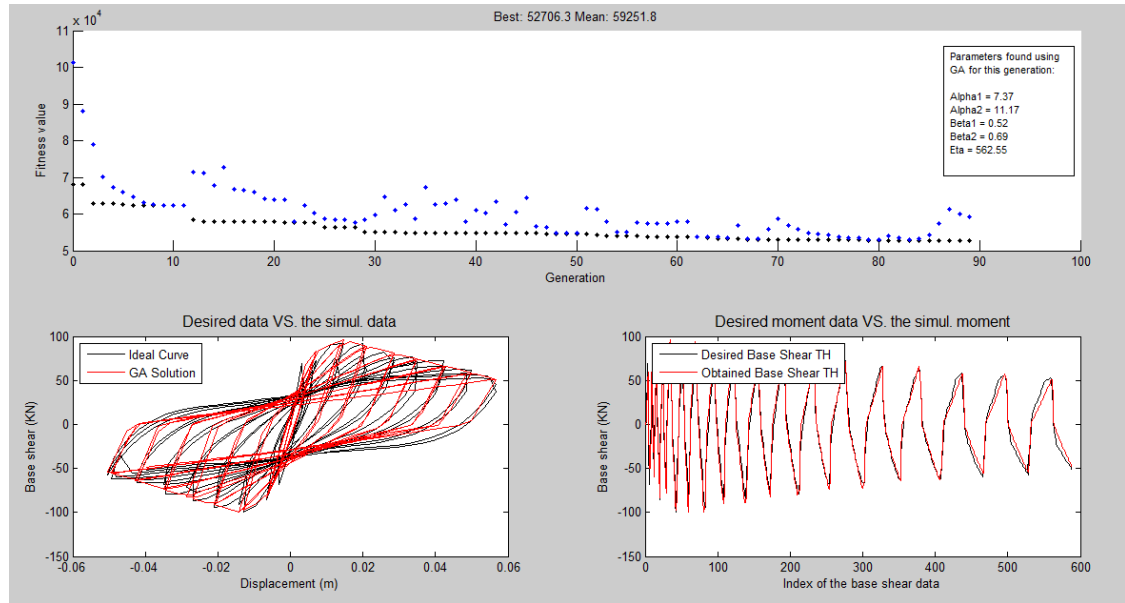 Best: 52706.3 Mean: 59251.8
x 10^4
11
10
9
8
7
6
5
Fitness value
0 10 20 30 40 50 60 70 80 90 100
Generation
Parameters found using
GA for this generation:
Alpha1 = 7.37
Alpha2 = 11.17
Beta1 = 0.52
Beta2 = 0.69
Eta = 562.55
Desired data VS. the simul. data
100
50
0
-50
-100
-150
Base shear (KN)
Ideal Curve
GA Solution
-0.06 -0.04 -0.02 0 0.02 0.04 0.06
Displacement (m)
Desired moment data VS. the simul. moment
100
50
0
-50
-100
-150
Base shear (KN)
Desired Base Shear TH
Obtained Base Shear TH
0 100 200 300 400 500 600
Index of the base shear data